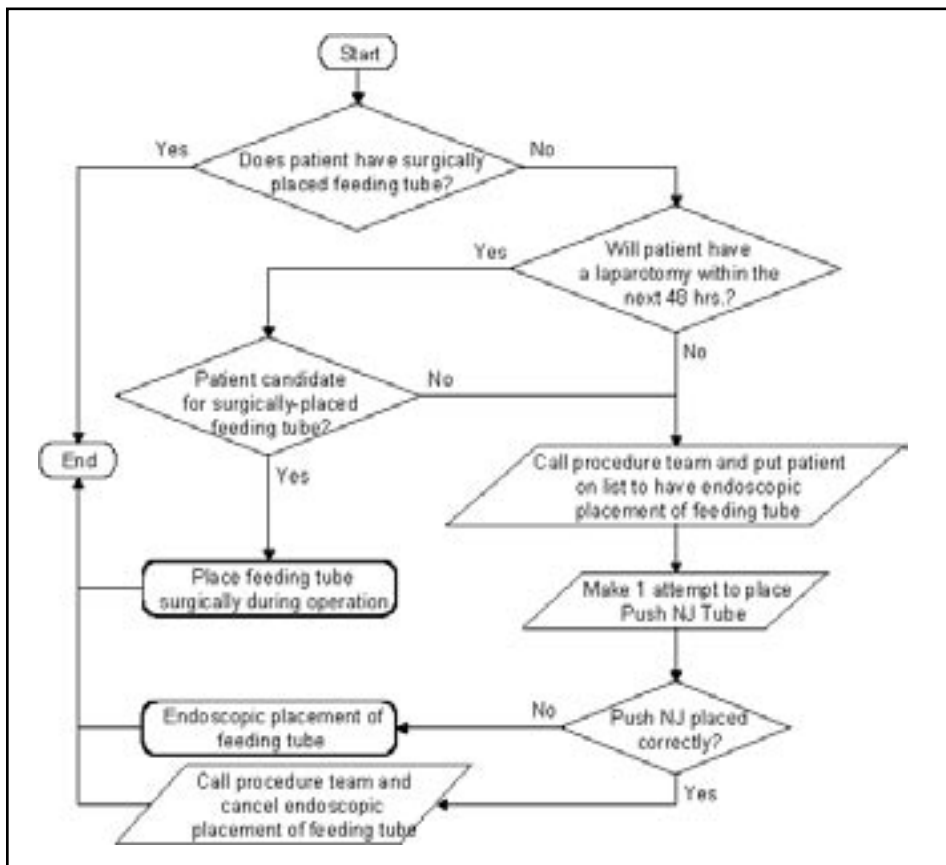 Start
Yes
Does patient have surgically
placed feeding tube?
No
Yes
Will patient have
a laparotomy within the
next 48 hrs.?
No
Patient candidate
for surgically-placed
feeding tube?
No
End
Yes
Call procedure team and put patient
on list to have endoscopic
placement of feeding tube
Place feeding tube
surgically during operation
Make 1 attempt to place
Push NJ Tube
Endoscopic placement of
feeding tube
No
Push NJ placed
correctly?
Call procedure team and
cancel endoscopic
placement of feeding tube
Yes